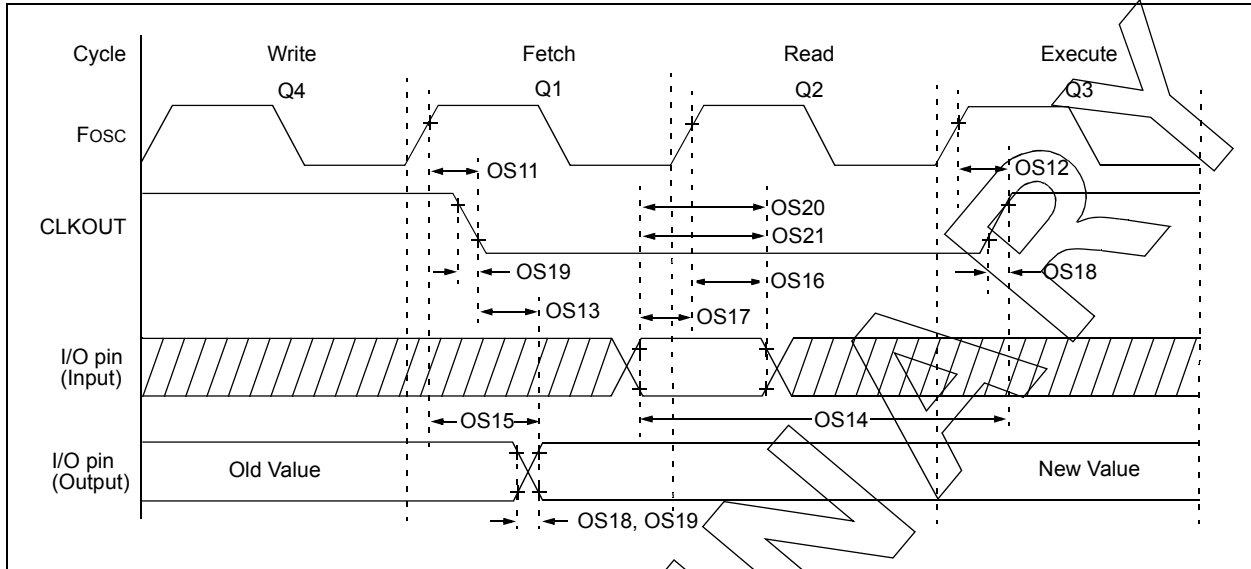 Cycle Write Fetch Read Execute
Q4 Q1 Q2 Q3
FOSC
OS11 OS12
CLKOUT
OS20
OS21
OS19 OS16 OS18
OS13 OS17
I/O pin
(Input)
OS15 OS14
I/O pin
(Output)
Old Value New Value
OS18, OS19